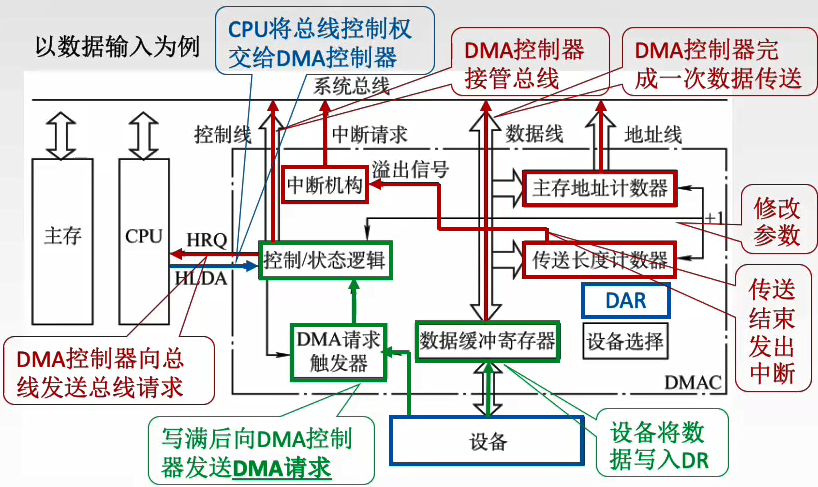 以数据输入为例
CPU将总线控制权
交给DMA控制器
DMA控制器
接管总线
DMA控制器完
成一次数据传送
系统总线
控制线
中断请求
数据线
地址线
中断机构
溢出信号
主存地址计数器
主存
CPU
HRQ
HLDA
控制/状态逻辑
+1
传送长度计数器
修改
参数
DAR
传送
结束
发出
中断
DMA请求
触发器
数据缓冲寄存器
设备选择
DMAC
DMA控制器向总
线发送总线请求
写满后向DMA控制
器发送DMA请求
设备
设备将数
据写入DR